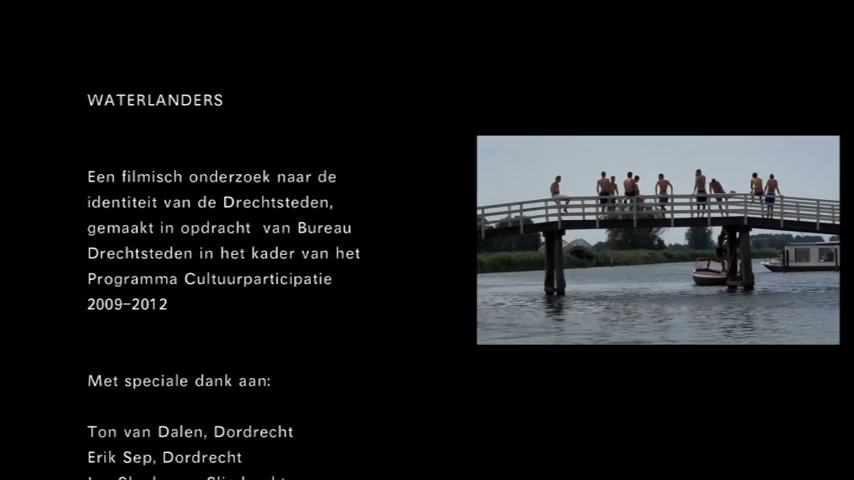 WATERLANDERS
Een filmisch onderzoek naar de
identiteit van de Drechtsteden,
gemaakt in opdracht van Bureau
Drechtsteden in het kader van het
Programma Cultuurparticipatie
2009-2012
Met speciale dank aan:
Ton van Dalen, Dordrecht
Erik Sep, Dordrecht